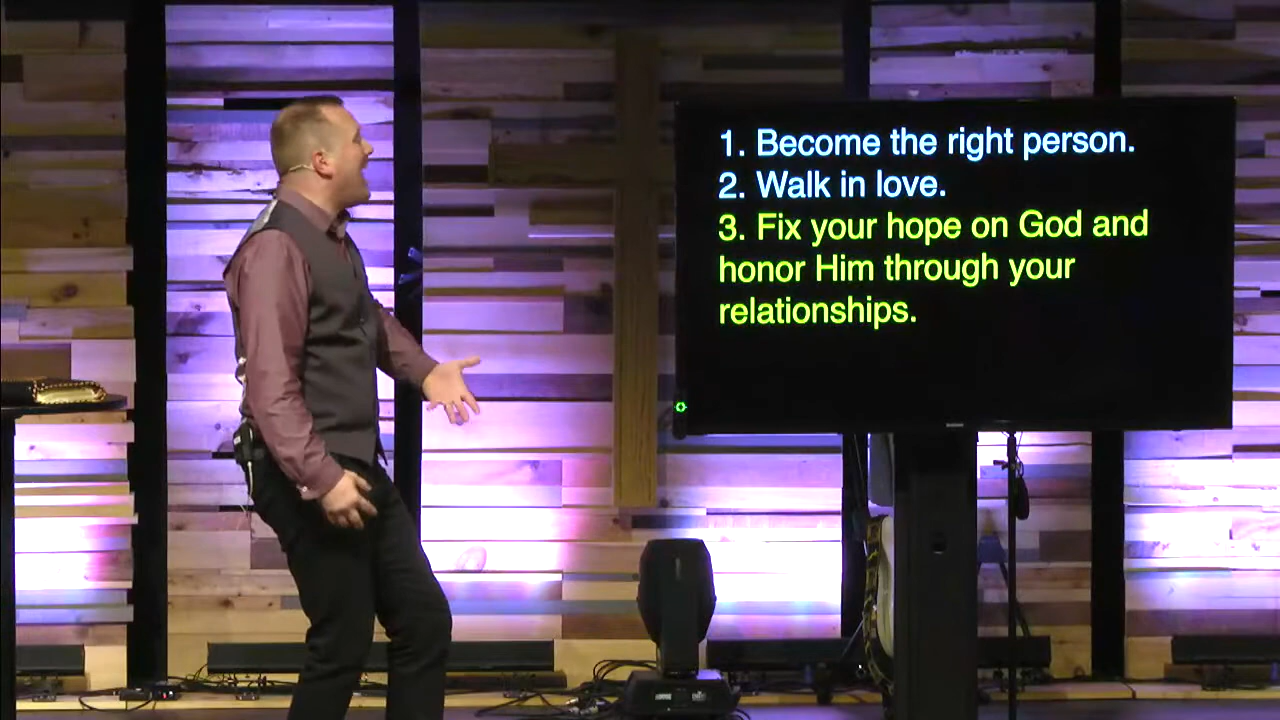 1. Become the right person.
2. Walk in love.
3. Fix your hope on God and
honor Him through your
relationships.